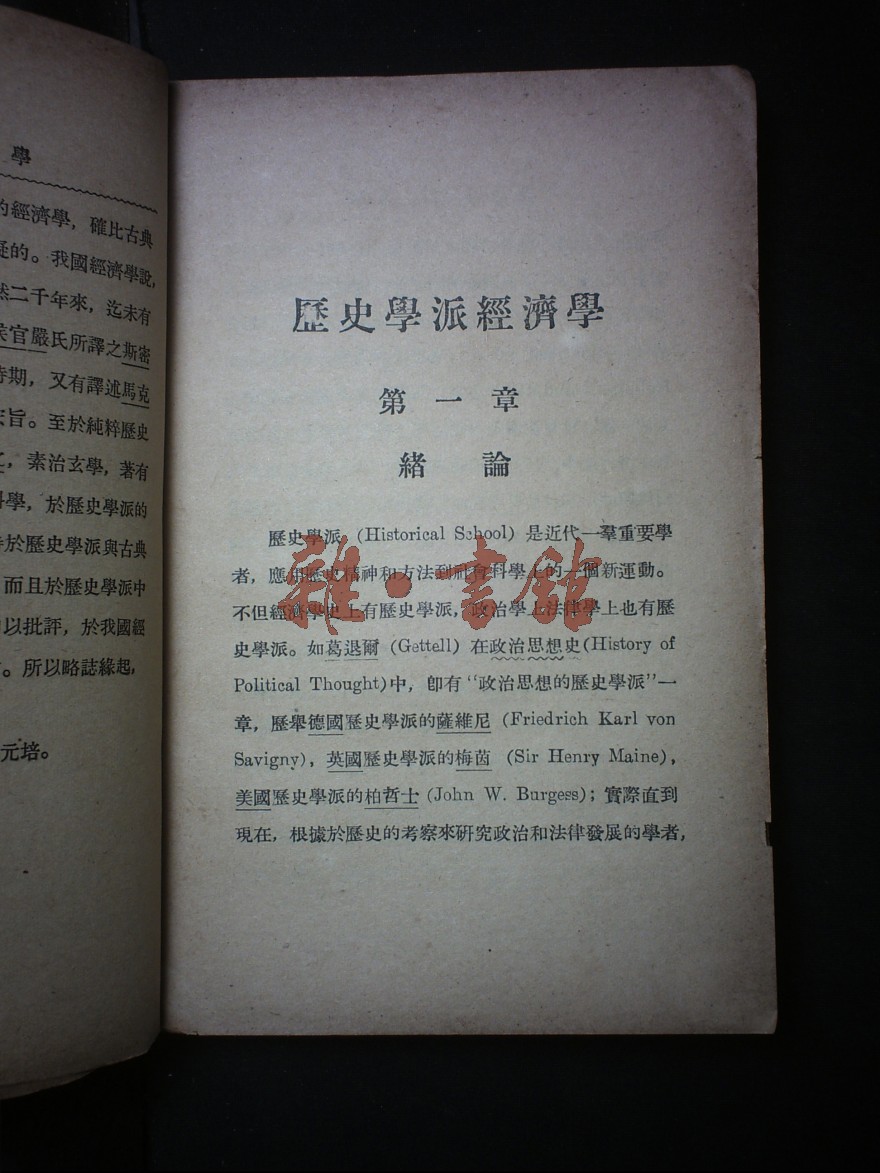 學
的經濟學，確比古典
疑的。我國經濟學說，
然二千年來，迄未有
侯官嚴氏所譯之斯密
時期，又有譯述馬克
宗旨。至於純粹歷史
，素治玄學，著有
科學，於歷史學派的
於歷史學派與古典
而且於歷史學派中
以批評，於我國經
。所以略誌緣起，
元培。
歷史學派經濟學
第一章
緒論
歷史學派 (Historical School) 是近代一羣重要學
者，應用歷史精神和方法到社會科學上的一個新運動。
不但經濟學史上有歷史學派，政治學上法律學上也有歷
史學派。如葛退爾 (Gettell) 在政治思想史(History of
Political Thought)中，卽有“政治思想的歷史學派”一
章，歷舉德國歷史學派的薩維尼 (Friedrich Karl von
Savigny)，英國歷史學派的梅茵 (Sir Henry Maine)，
美國歷史學派的柏哲士 (John W. Burgess)；實際直到
現在，根據於歷史的考察來硏究政治和法律發展的學者，
雜·書館